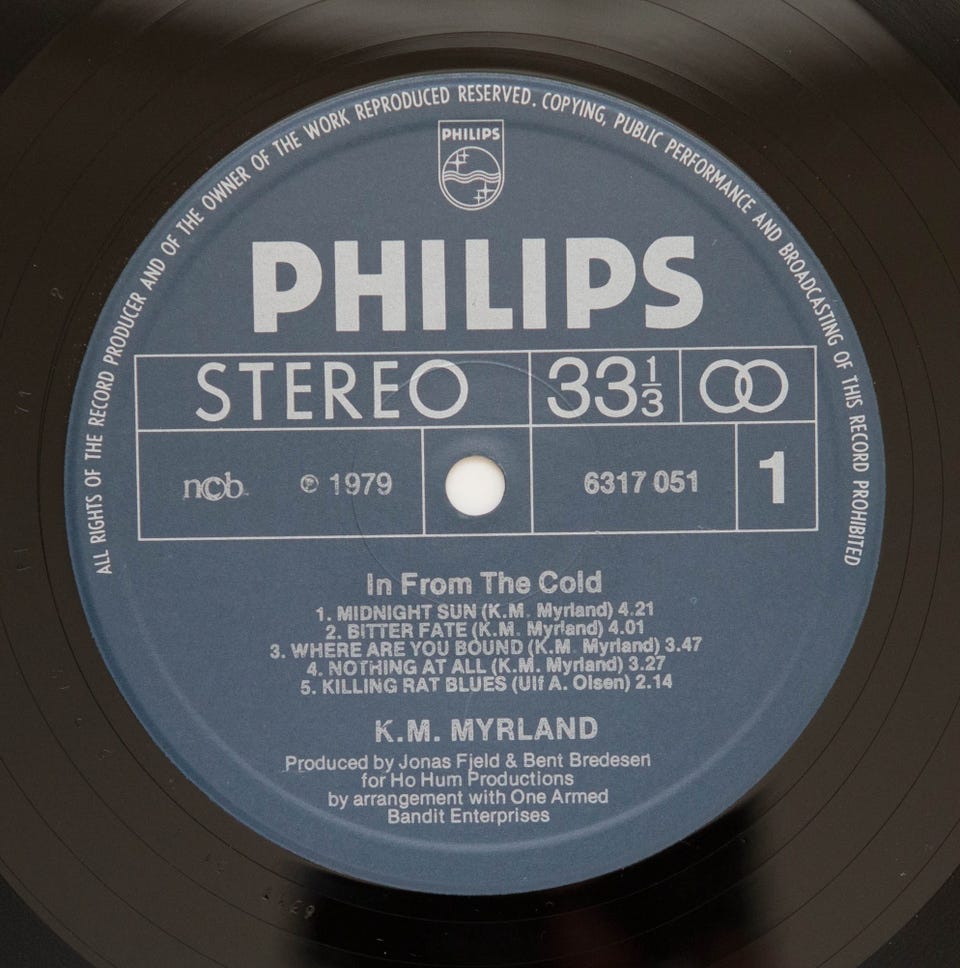 ALL RIGHTS OF THE RECORD PRODUCER AND OF THE OWNER OF THE WORK REPRODUCED RESERVED. COPYING, PUBLIC PERFORMANCE AND BROADCASTING OF THIS RECORD PROHIBITED
PHILIPS
PHILIPS
STEREO 33 1/3
ncb ℗ 1979 6317 051 1
In From The Cold
1. MIDNIGHT SUN (K.M. Myrland) 4.21
2. BITTER FATE (K.M. Myrland) 4.01
3. WHERE ARE YOU BOUND (K.M. Myrland) 3.47
4. NOTHING AT ALL (K.M. Myrland) 3.27
5. KILLING RAT BLUES (Ulf A. Olsen) 2.14
K.M. MYRLAND
Produced by Jonas Fjeld & Bent Bredesen
for Ho Hum Productions
by arrangement with One Armed
Bandit Enterprises